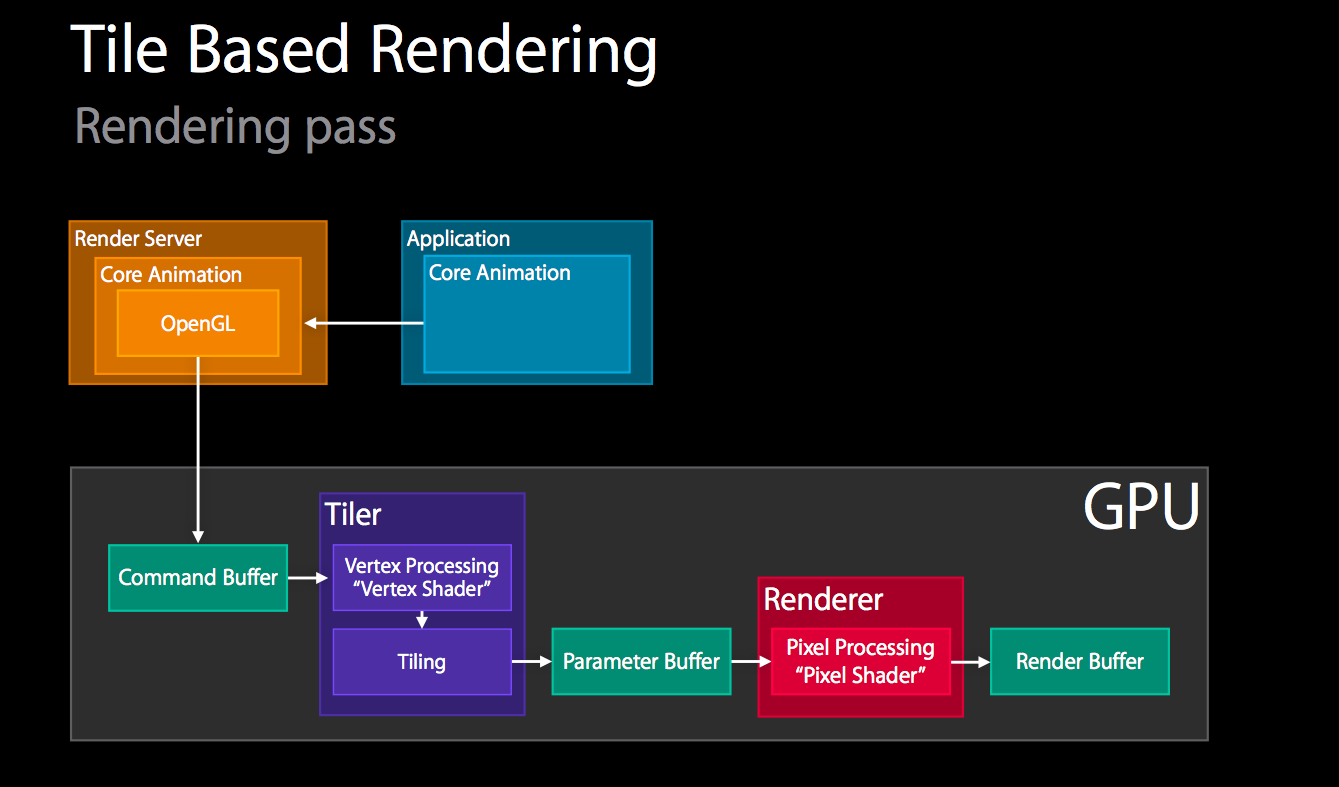 Tile Based Rendering
Rendering pass
Render Server
Core Animation
OpenGL
Application
Core Animation
GPU
Command Buffer
Tiler
Vertex Processing
“Vertex Shader”
Tiling
Parameter Buffer
Renderer
Pixel Processing
“Pixel Shader”
Render Buffer